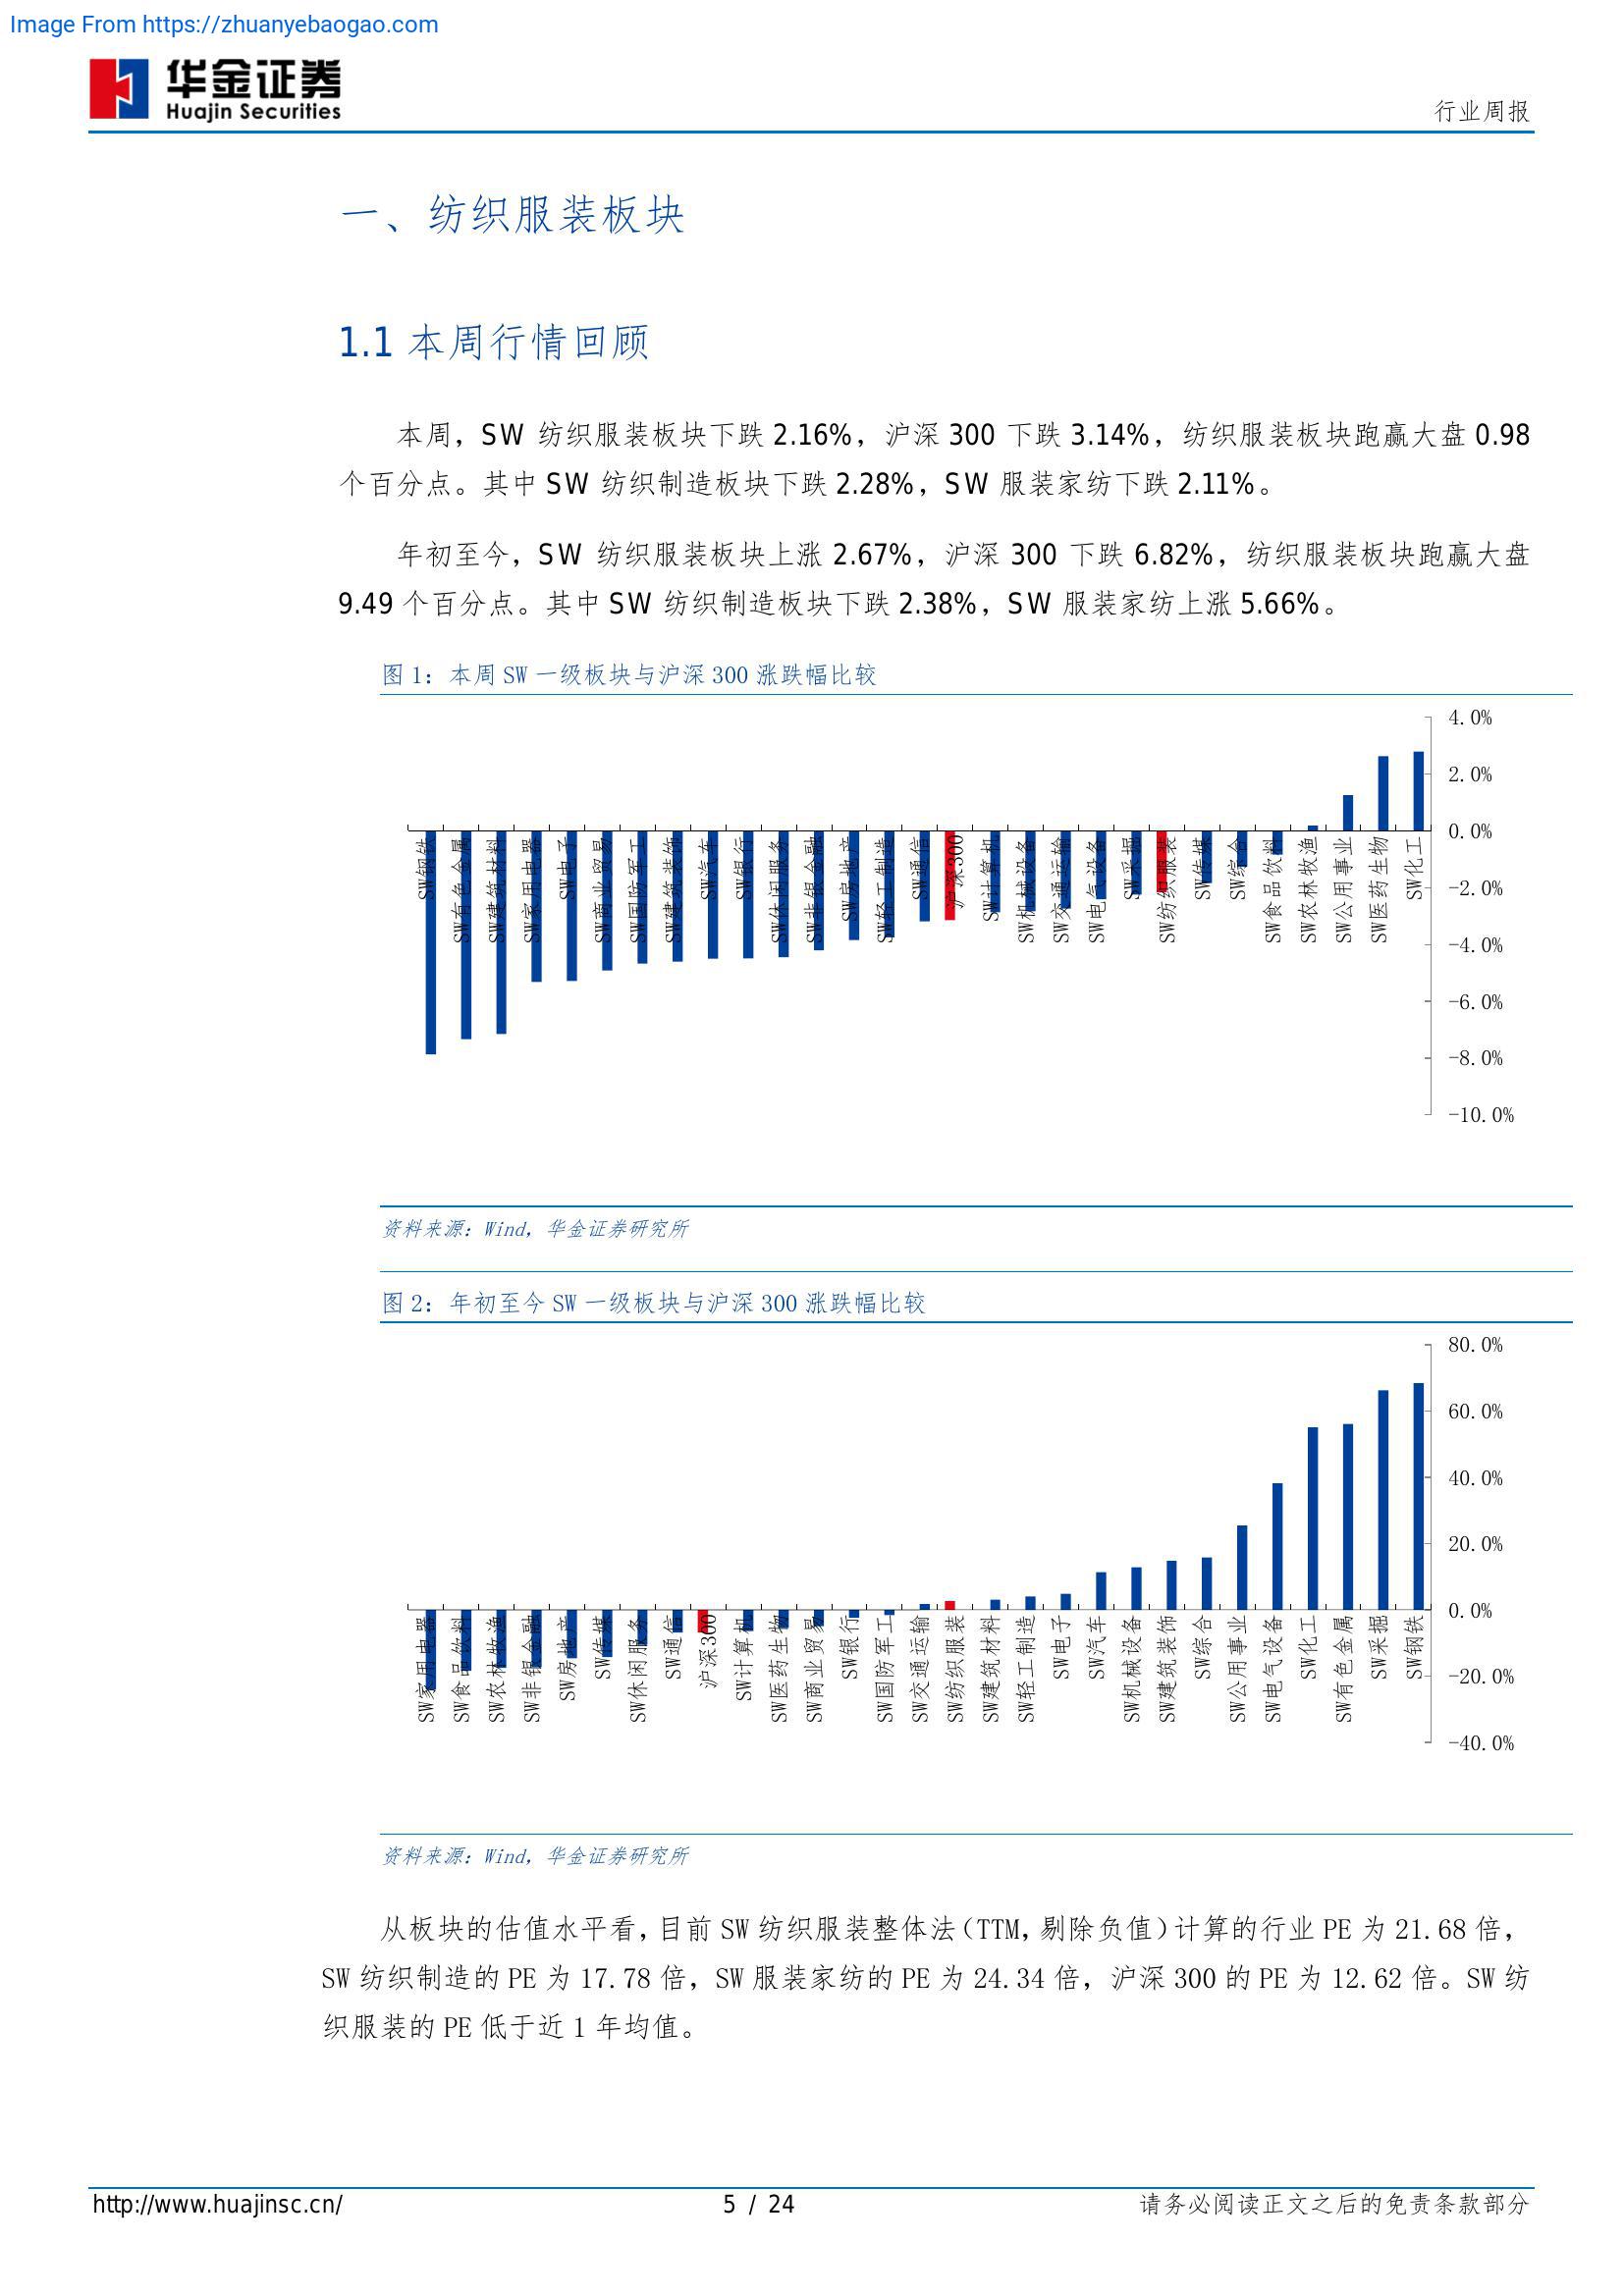 Image From https://zhuanyebaogao.com
华金证券
Huajin Securities
行业周报
一、纺织服装板块
1.1 本周行情回顾
本周，SW 纺织服装板块下跌 2.16%，沪深 300 下跌 3.14%，纺织服装板块跑赢大盘 0.98
个百分点。其中 SW 纺织制造板块下跌 2.28%，SW 服装家纺下跌 2.11%。
年初至今，SW 纺织服装板块上涨 2.67%，沪深 300 下跌 6.82%，纺织服装板块跑赢大盘
9.49 个百分点。其中 SW 纺织制造板块下跌 2.38%，SW 服装家纺上涨 5.66%。
图 1：本周 SW 一级板块与沪深 300 涨跌幅比较
4.0%
2.0%
0.0%
-2.0%
-4.0%
-6.0%
-8.0%
-10.0%
SW钢铁
SW有色金属
SW建筑材料
SW家用电器
SW电子
SW商业贸易
SW国防军工
SW建筑装饰
SW汽车
SW银行
SW休闲服务
SW非银金融
SW房地产
SW轻工制造
SW通信
沪深300
SW计算机
SW机械设备
SW交通运输
SW电气设备
SW采掘
SW纺织服装
SW传媒
SW综合
SW食品饮料
SW农林牧渔
SW公用事业
SW医药生物
SW化工
资料来源：Wind，华金证券研究所
图 2：年初至今 SW 一级板块与沪深 300 涨跌幅比较
80.0%
60.0%
40.0%
20.0%
0.0%
-20.0%
-40.0%
SW家用电器
SW食品饮料
SW农林牧渔
SW非银金融
SW房地产
SW传媒
SW休闲服务
SW通信
沪深300
SW计算机
SW医药生物
SW商业贸易
SW银行
SW国防军工
SW交通运输
SW纺织服装
SW建筑材料
SW轻工制造
SW电子
SW汽车
SW机械设备
SW建筑装饰
SW综合
SW公用事业
SW电气设备
SW化工
SW有色金属
SW采掘
SW钢铁
资料来源：Wind，华金证券研究所
从板块的估值水平看，目前 SW 纺织服装整体法（TTM，剔除负值）计算的行业 PE 为 21.68 倍，
SW 纺织制造的 PE 为 17.78 倍，SW 服装家纺的 PE 为 24.34 倍，沪深 300 的 PE 为 12.62 倍。SW 纺
织服装的 PE 低于近 1 年均值。
http://www.huajinsc.cn/
5 / 24
请务必阅读正文之后的免责条款部分